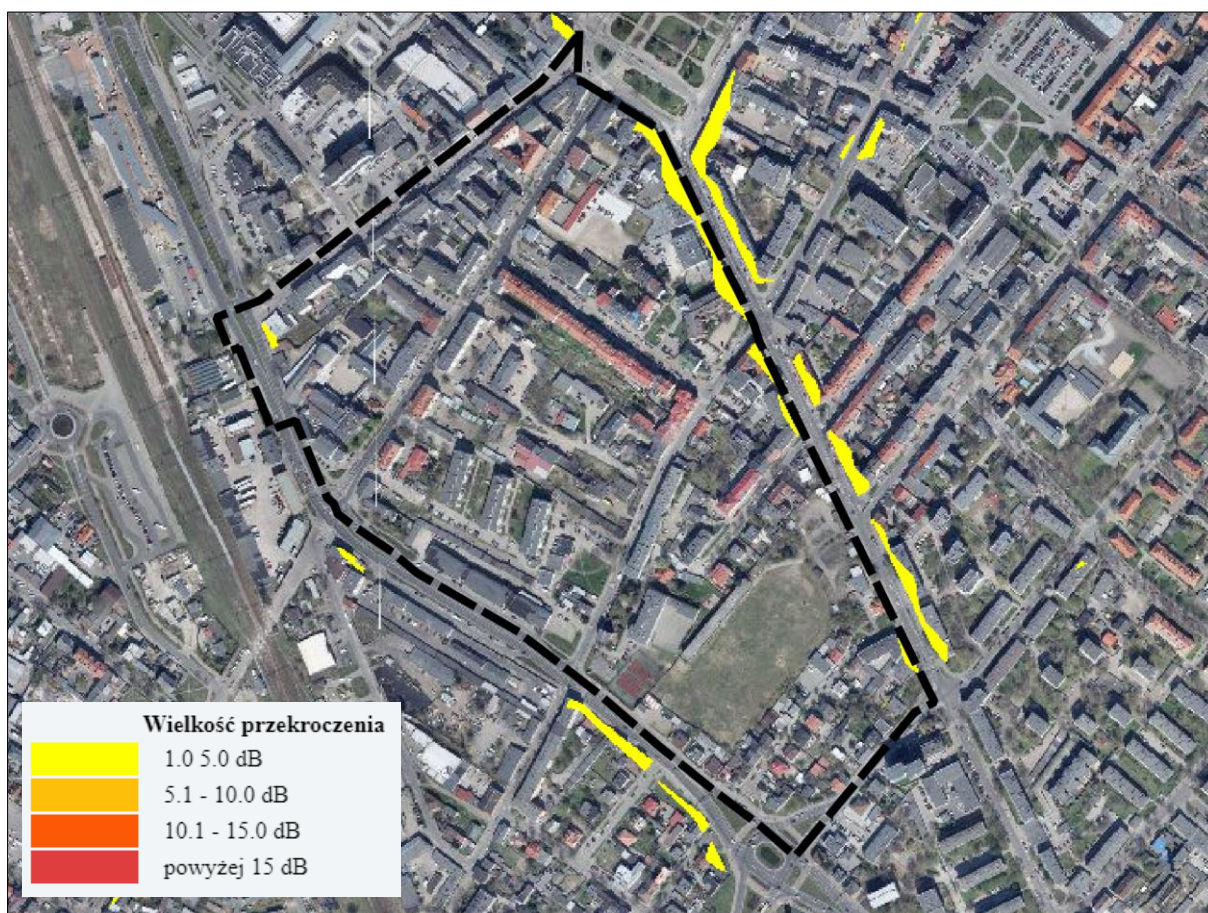 Wielkość przekroczenia
1.0 5.0 dB
5.1 - 10.0 dB
10.1 - 15.0 dB
powyżej 15 dB